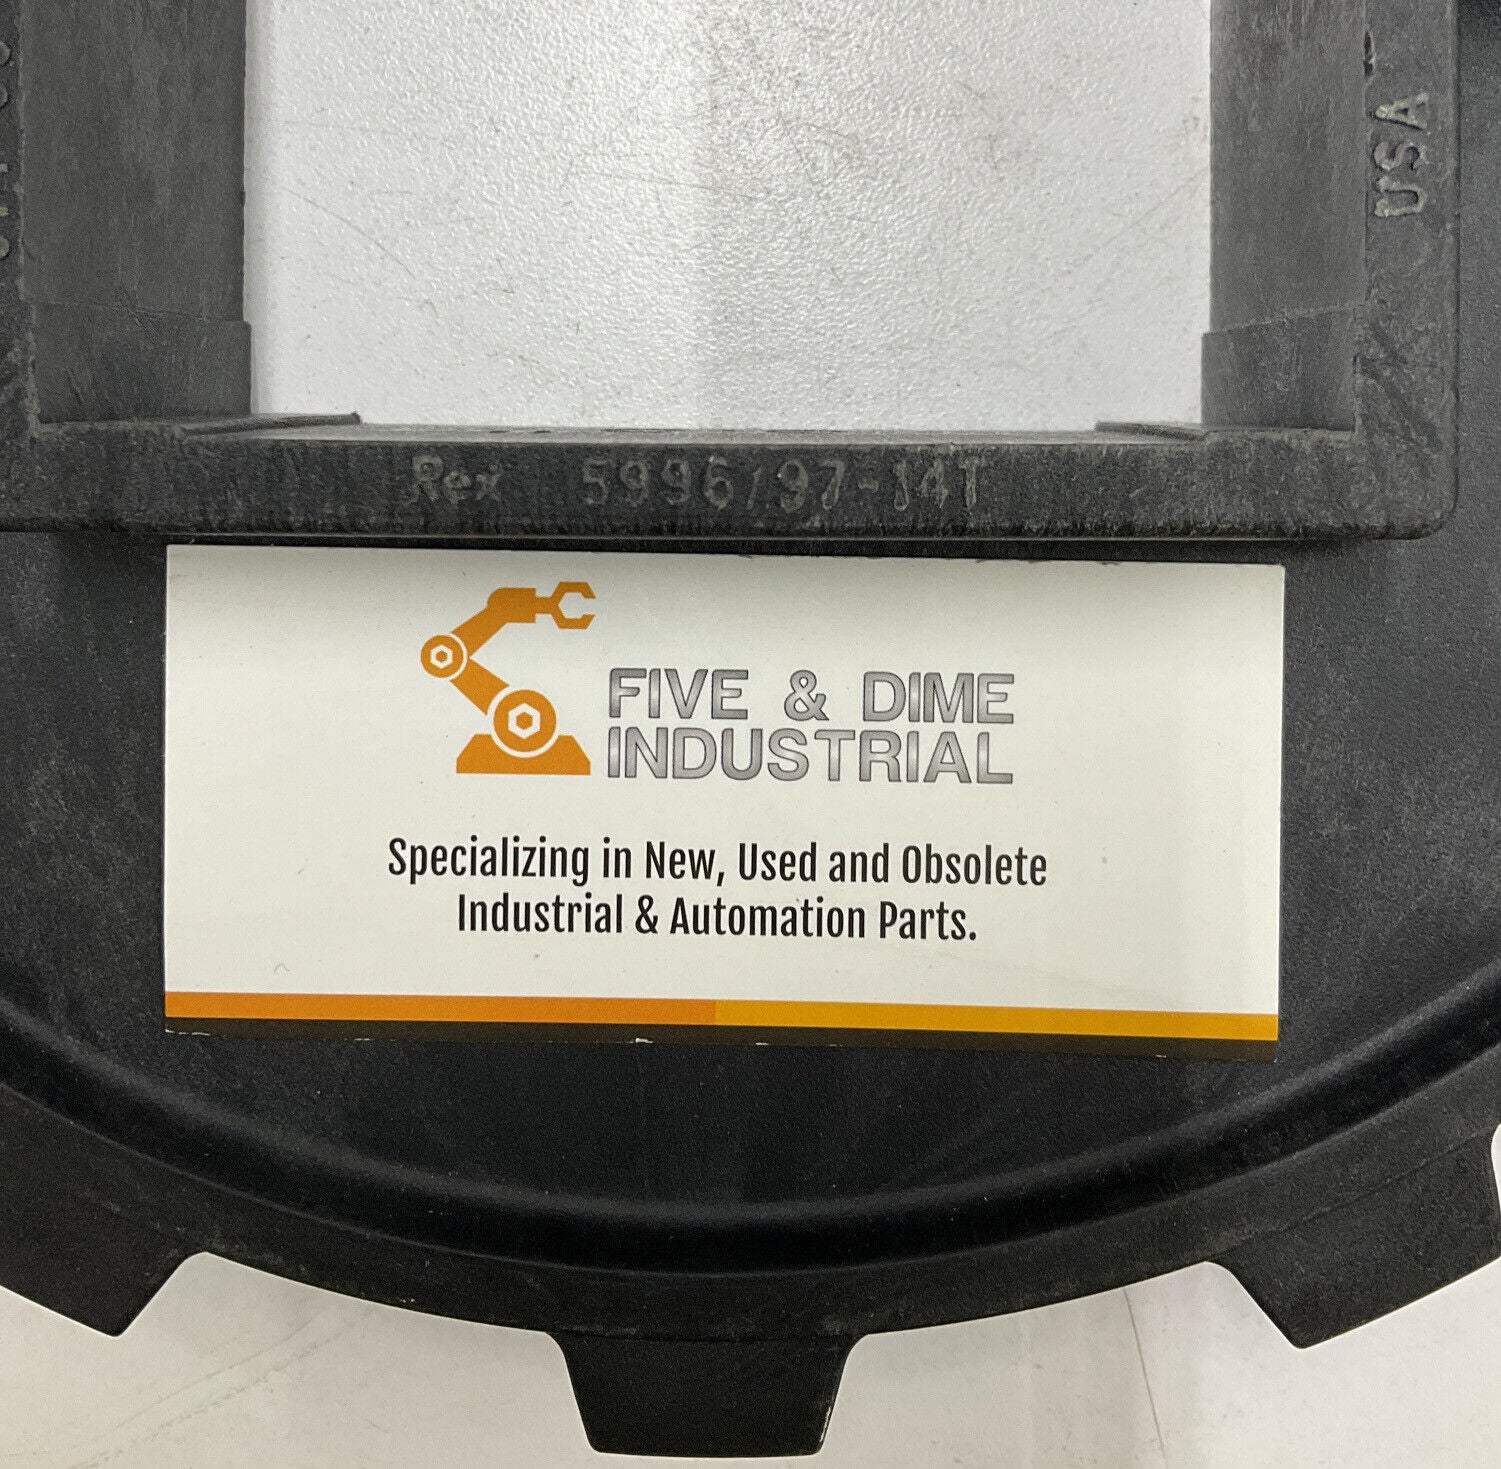 USA
Rex 5996/97-14T
FIVE & DIME
INDUSTRIAL
Specializing in New, Used and Obsolete
Industrial & Automation Parts.